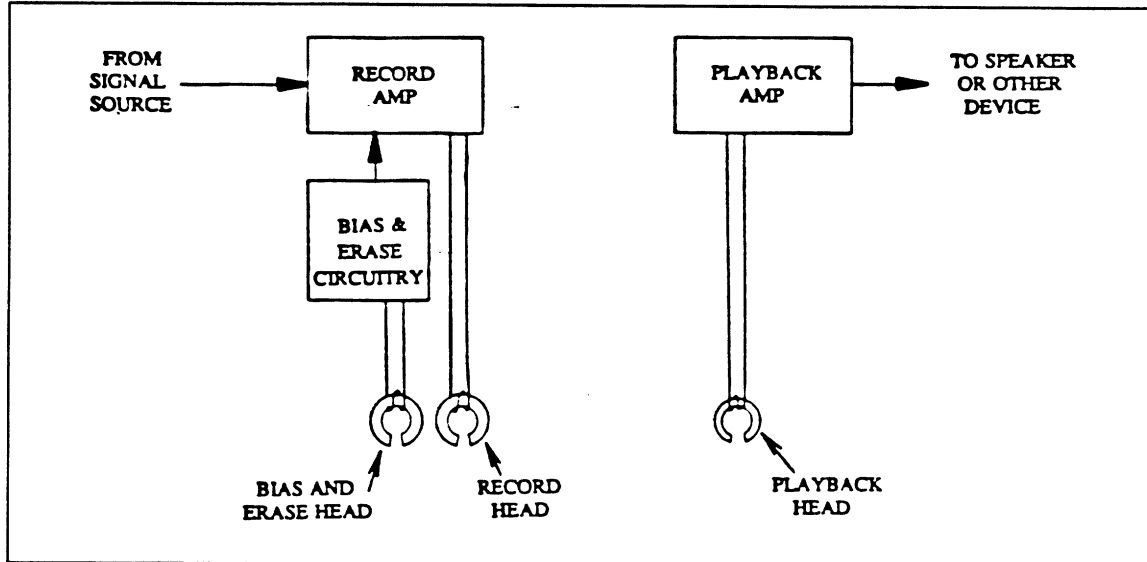 FROM
SIGNAL
SOURCE
RECORD
AMP
PLAYBACK
AMP
TO SPEAKER
OR OTHER
DEVICE
BIAS &
ERASE
CIRCUITRY
BIAS AND
ERASE HEAD
RECORD
HEAD
PLAYBACK
HEAD